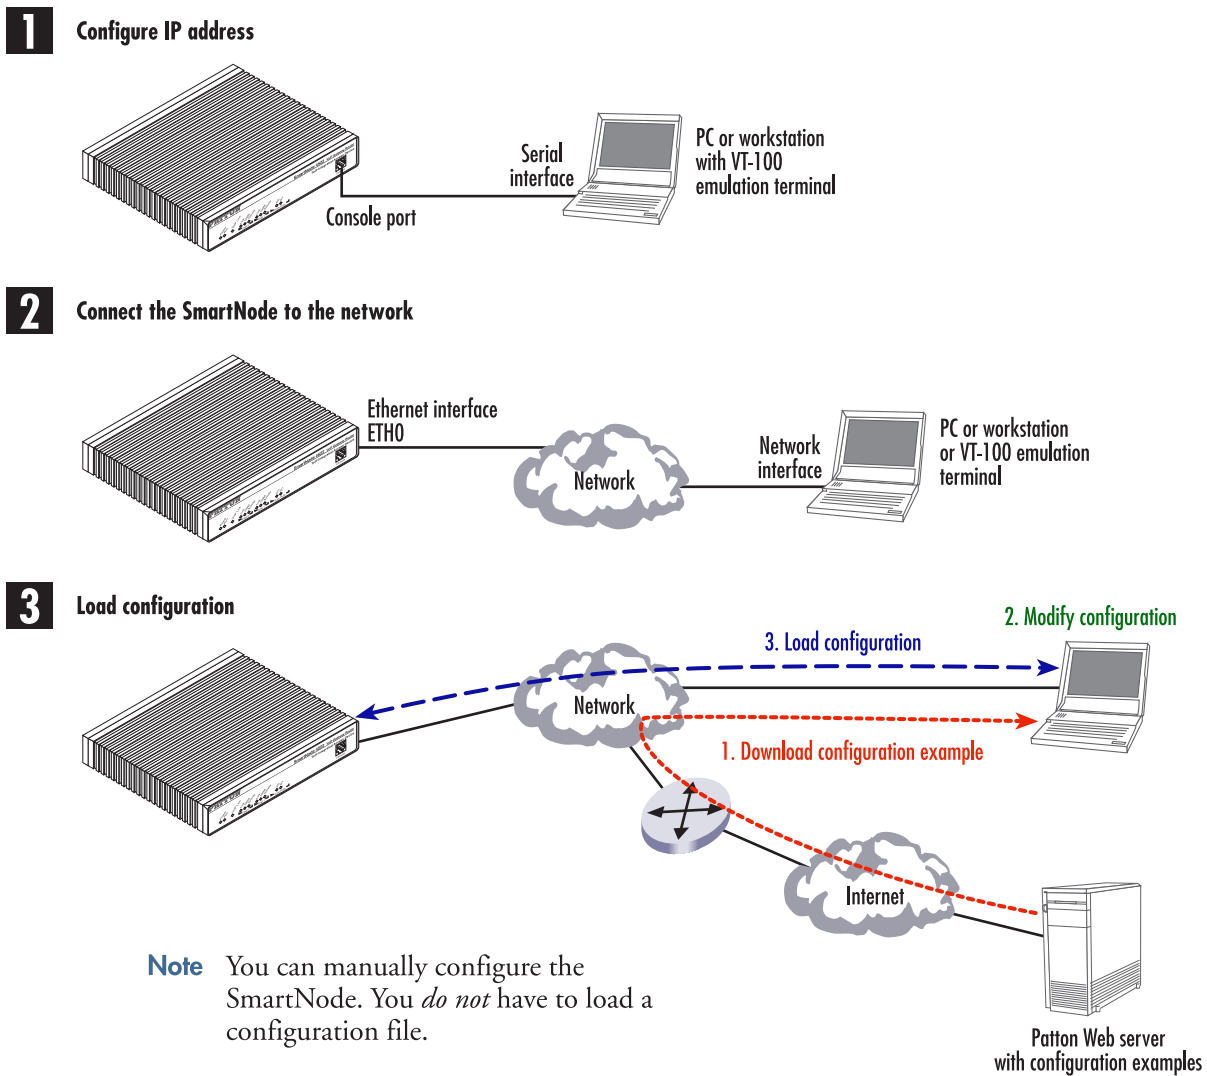 1 Configure IP address
Serial
interface
PC or workstation
with VT-100
emulation terminal
Console port
2 Connect the SmartNode to the network
Ethernet interface
ETH0
Network
Network
interface
PC or workstation
or VT-100 emulation
terminal
3 Load configuration
2. Modify configuration
3. Load configuration
Network
1. Download configuration example
Internet
Note You can manually configure the
SmartNode. You do not have to load a
configuration file.
Patton Web server
with configuration examples